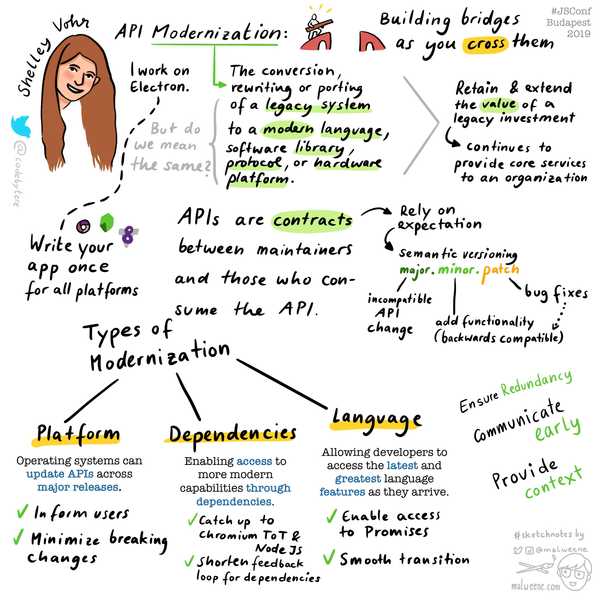 Shelley Vohr
@codebytere
API Modernization:
Building bridges
as you cross them
#JSConf
Budapest
2019
I work on
Electron.
The conversion,
rewriting or porting
of a legacy system
to a modern language,
software library,
protocol, or hardware
platform.
But do
we mean
the same?
Retain & extend
the value of a
legacy investment
Continues to
provide core services
to an organization
Write your
app once
for all platforms
APIs are contracts
between maintainers
and those who con-
sume the API.
Rely on
expectation
semantic versioning
major. minor. patch
incompatible
API
change
add functionality
(backwards compatible)
bug fixes
Types of
Modernization
Platform
Operating systems can
update APIs across
major releases.
✓ Inform users
✓ Minimize breaking
changes
Dependencies
Enabling access to
more modern
capabilities through
dependencies.
✓ Catch up to
chromium ToT &
Node JS
✓ Shorten feedback
loop for dependencies
Language
Allowing developers to
access the latest and
greatest language
features as they arrive.
✓ Enable access
to Promises
✓ Smooth transition
Ensure Redundancy
Communicate
early
Provide
context
#sketchnotes by
@malweene
malweene.com